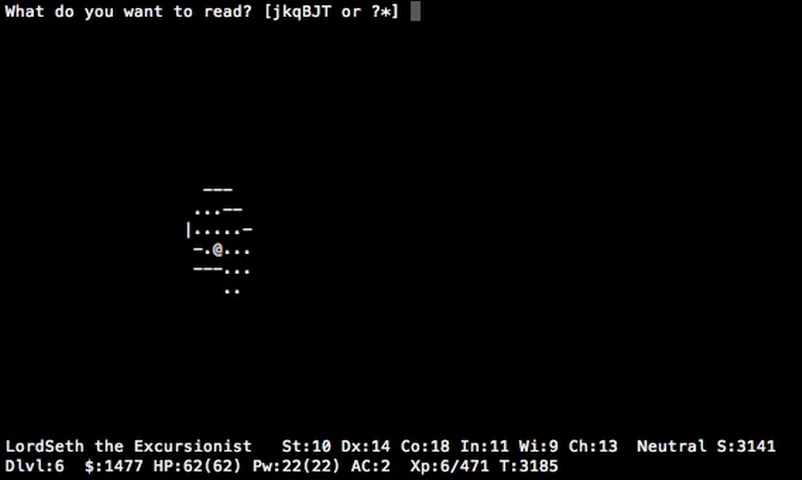 What do you want to read? [jkqBJT or ?*]
---
...--
|.....-
-.@...
---...
..
LordSeth the Excursionist St:10 Dx:14 Co:18 In:11 Wi:9 Ch:13 Neutral S:3141
Dlvl:6 $:1477 HP:62(62) Pw:22(22) AC:2 Xp:6/471 T:3185